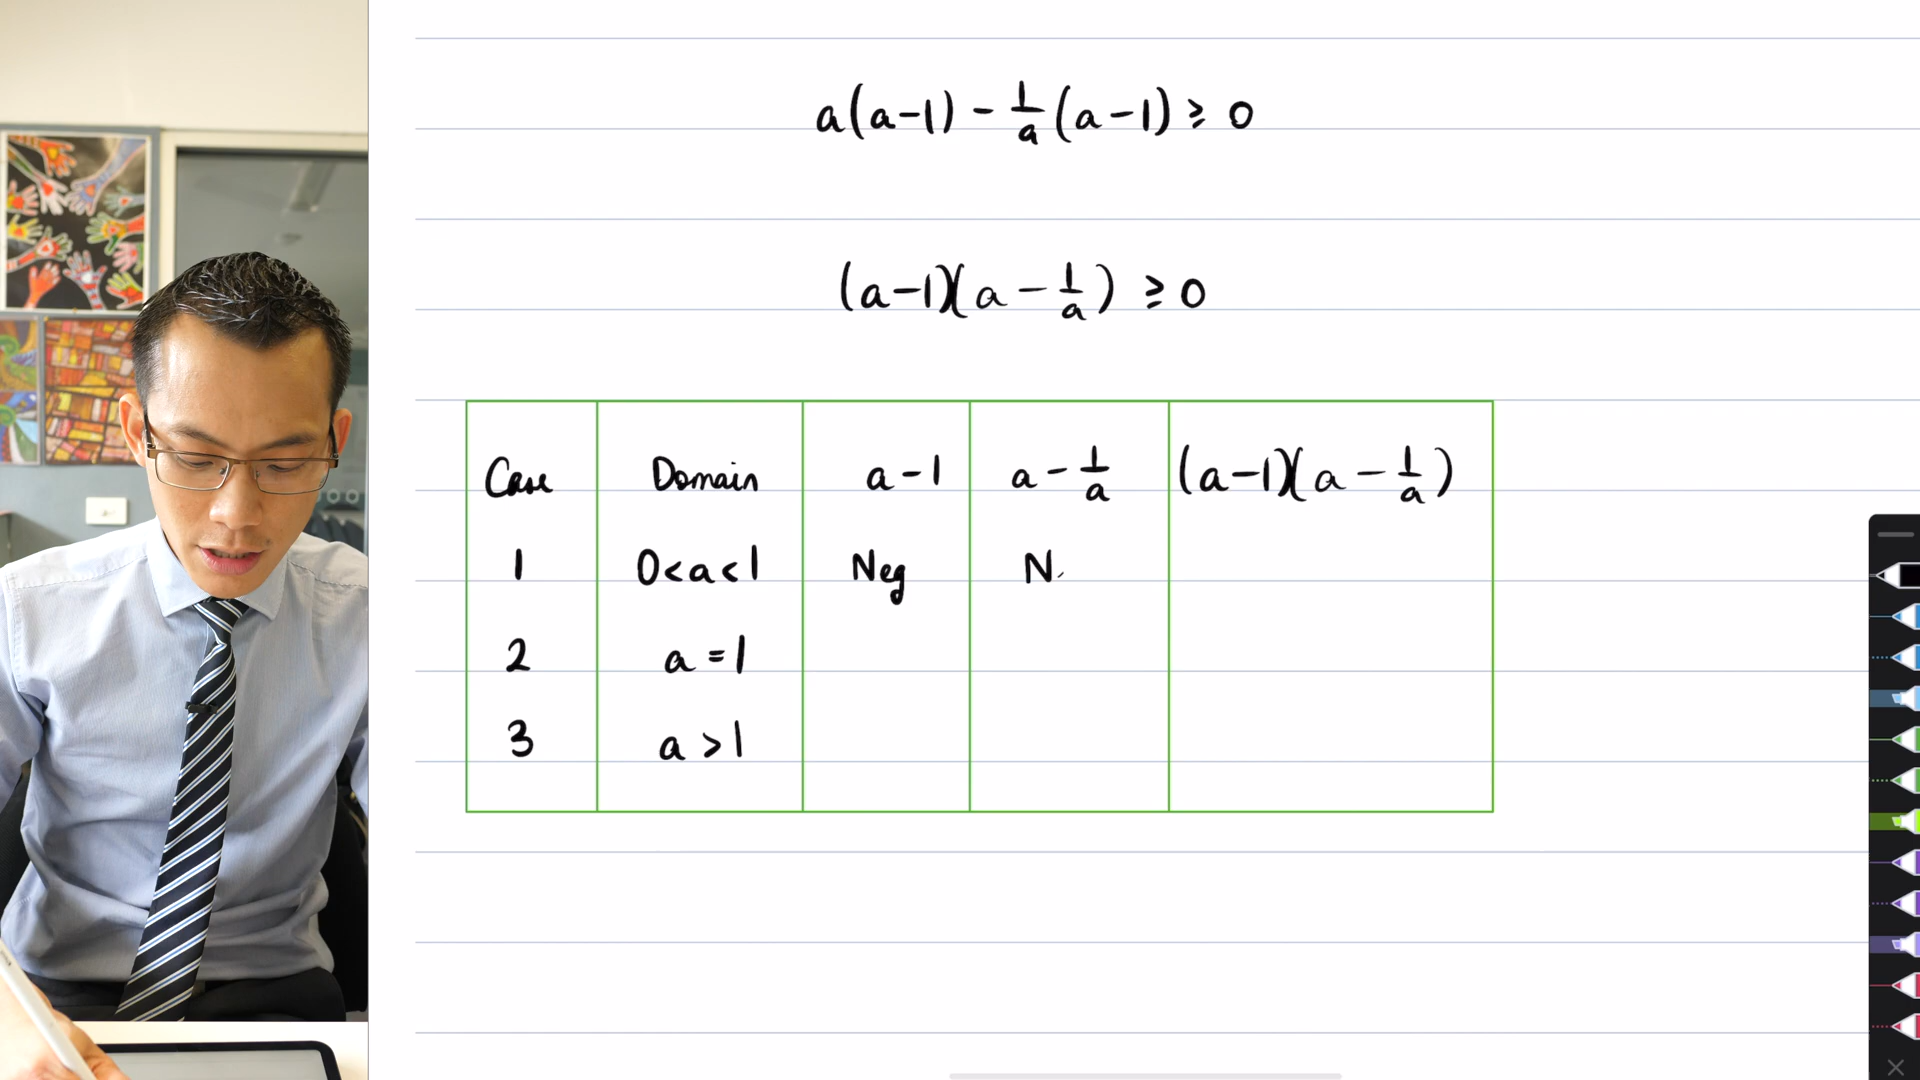 a(a-1) - 1/a (a-1) ≥ 0
(a-1)(a - 1/a) ≥ 0
Case Domain a-1 a - 1/a (a-1)(a - 1/a)
1 0<a<1 Neg N
2 a=1
3 a>1